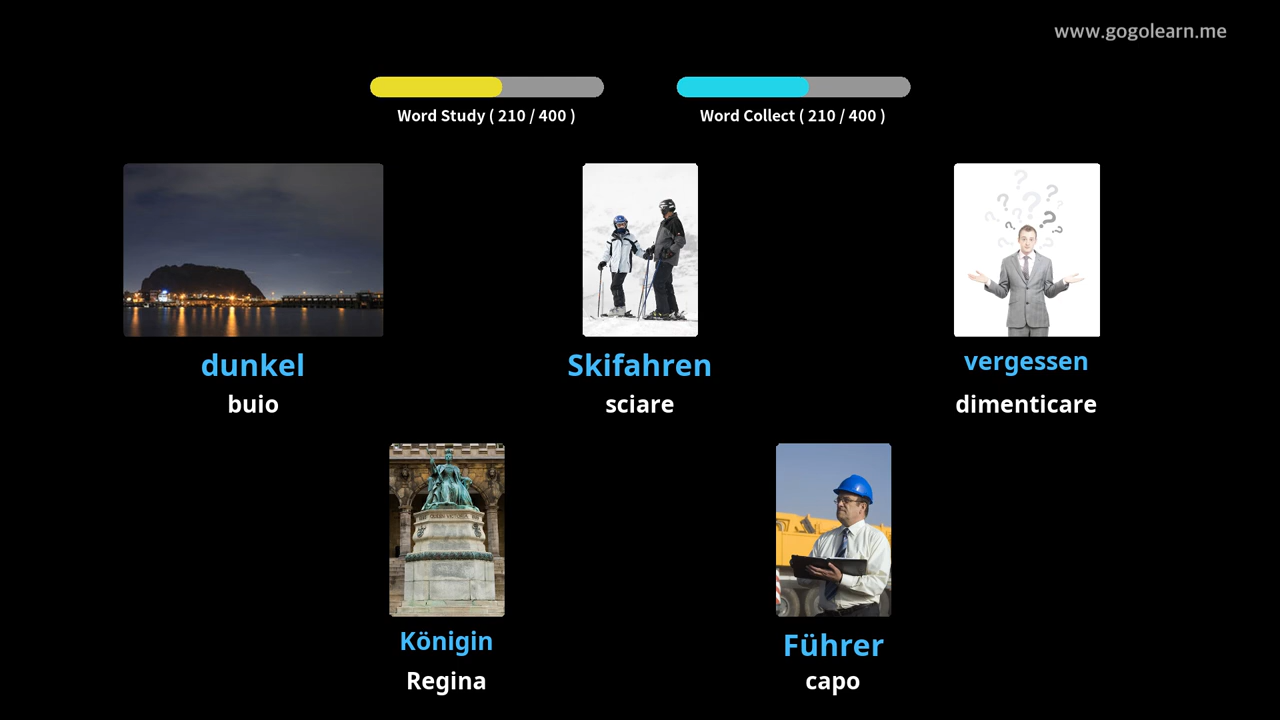 www.gogolearn.me
Word Study ( 210 / 400 )
Word Collect ( 210 / 400 )
dunkel
buio
Skifahren
sciare
vergessen
dimenticare
Königin
Regina
Führer
capo